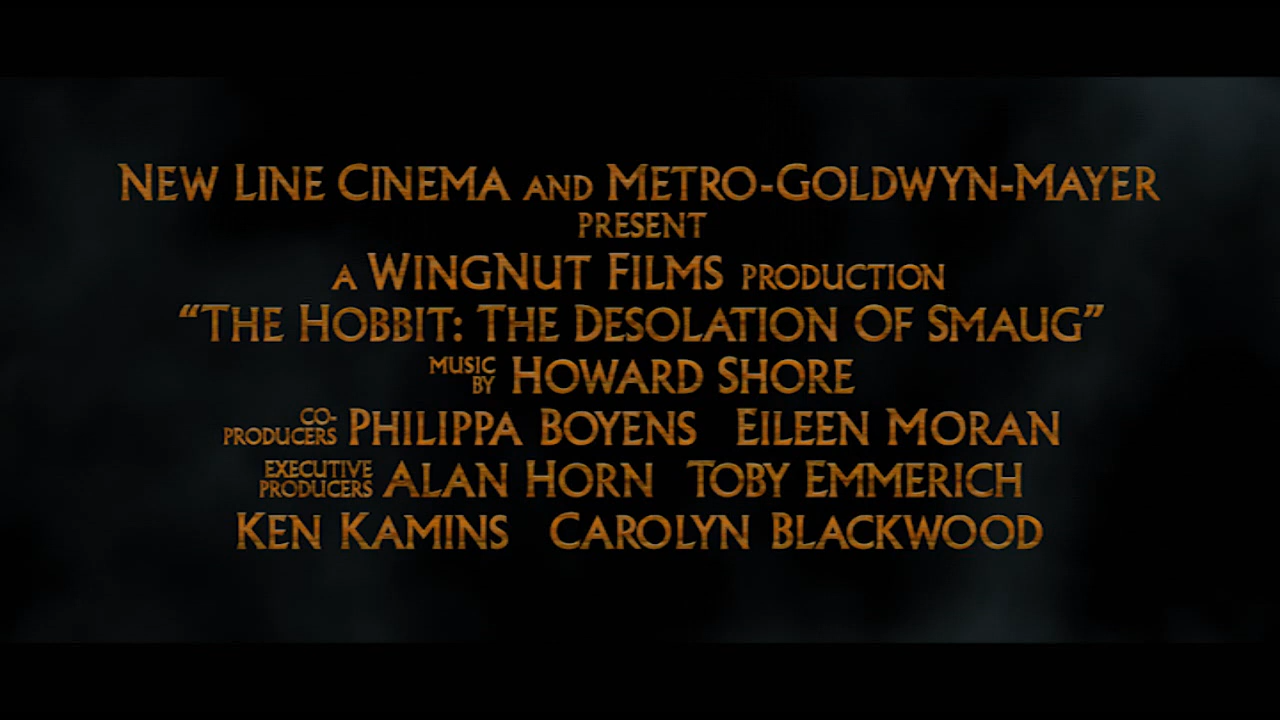 NEW LINE CINEMA AND METRO-GOLDWYN-MAYER
PRESENT
A WINGNUT FILMS PRODUCTION
“THE HOBBIT: THE DESOLATION OF SMAUG”
MUSIC BY HOWARD SHORE
CO-PRODUCERS PHILIPPA BOYENS EILEEN MORAN
EXECUTIVE PRODUCERS ALAN HORN TOBY EMMERICH
KEN KAMINS CAROLYN BLACKWOOD